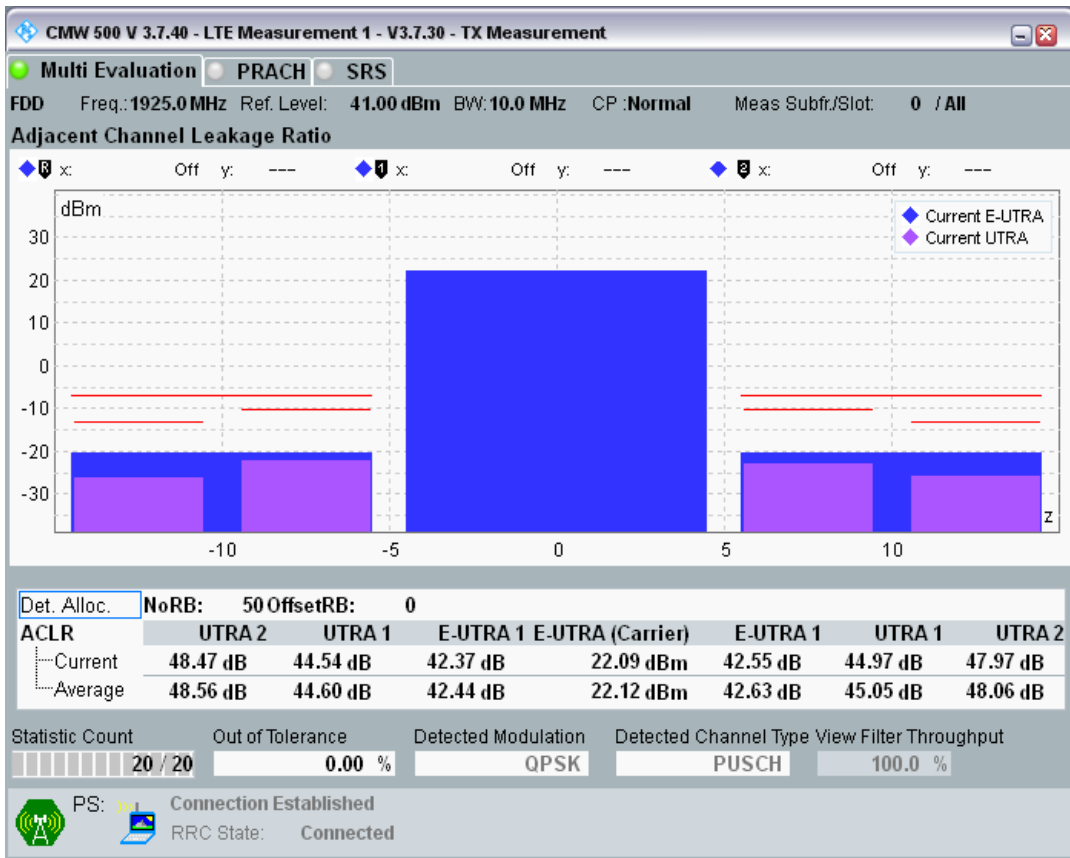 CMW 500 V 3.7.40 - LTE Measurement 1 - V3.7.30 - TX Measurement
Multi Evaluation PRACH SRS
FDD Freq.: 1925.0 MHz Ref. Level: 41.00 dBm BW: 10.0 MHz CP : Normal Meas Subfr./Slot: 0 / All
Adjacent Channel Leakage Ratio
R x: Off y: --- 1 x: Off y: --- 2 x: Off y: ---
dBm
Current E-UTRA
Current UTRA
30
20
10
0
-10
-20
-30
z
-10 -5 0 5 10
Det. Alloc. NoRB: 50 OffsetRB: 0
ACLR UTRA 2 UTRA 1 E-UTRA 1 E-UTRA (Carrier) E-UTRA 1 UTRA 1 UTRA 2
Current 48.47 dB 44.54 dB 42.37 dB 22.09 dBm 42.55 dB 44.97 dB 47.97 dB
Average 48.56 dB 44.60 dB 42.44 dB 22.12 dBm 42.63 dB 45.05 dB 48.06 dB
Statistic Count Out of Tolerance Detected Modulation Detected Channel Type View Filter Throughput
20 / 20 0.00 % QPSK PUSCH 100.0 %
PS: Connection Established
RRC State: Connected